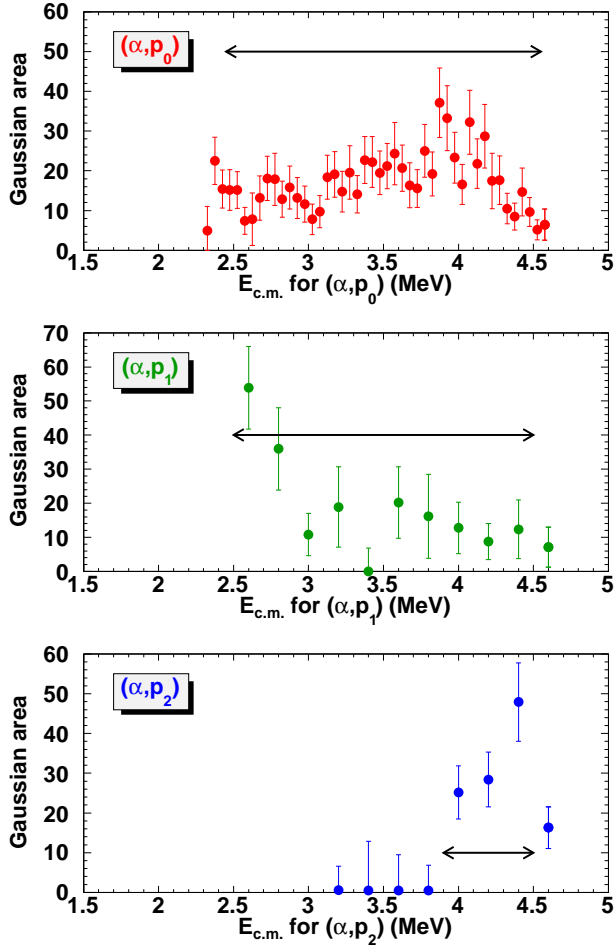 60
50
40
30
20
10
0
Gaussian area
(α,p₀)
1.5 2 2.5 3 3.5 4 4.5 5
E_c.m. for (α,p₀) (MeV)
70
60
50
40
30
20
10
0
Gaussian area
(α,p₁)
1.5 2 2.5 3 3.5 4 4.5 5
E_c.m. for (α,p₁) (MeV)
60
50
40
30
20
10
0
Gaussian area
(α,p₂)
1.5 2 2.5 3 3.5 4 4.5 5
E_c.m. for (α,p₂) (MeV)